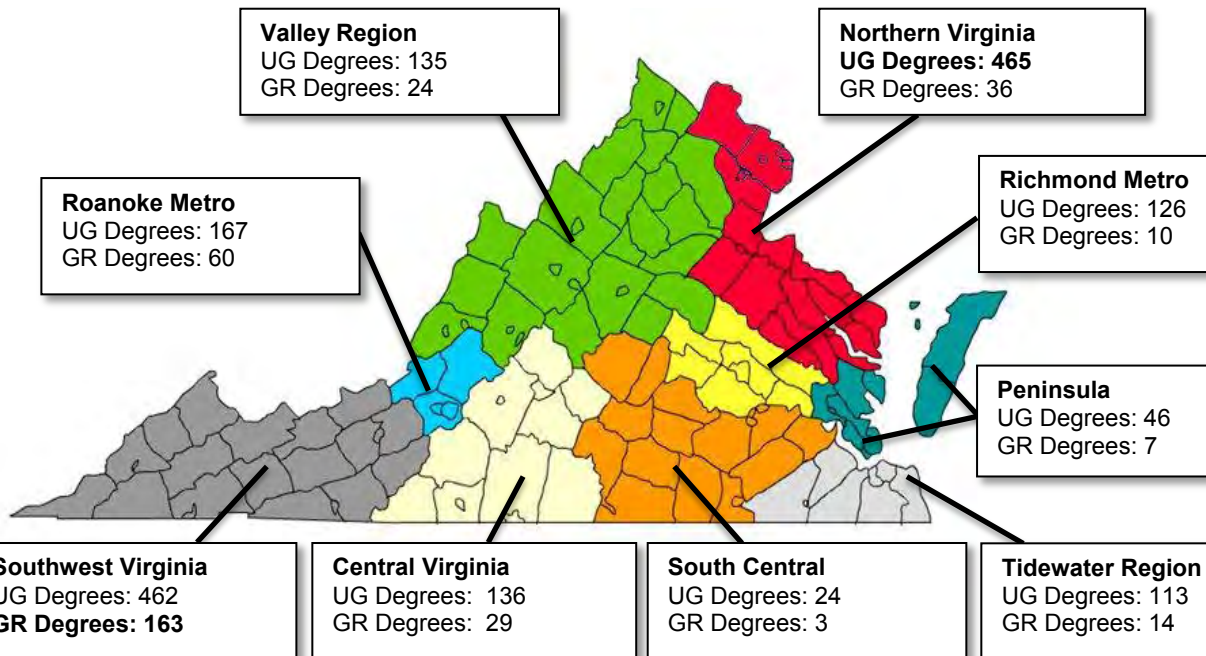 Valley Region
UG Degrees: 135
GR Degrees: 24
Northern Virginia
UG Degrees: 465
GR Degrees: 36
Roanoke Metro
UG Degrees: 167
GR Degrees: 60
Richmond Metro
UG Degrees: 126
GR Degrees: 10
Peninsula
UG Degrees: 46
GR Degrees: 7
Southwest Virginia
UG Degrees: 462
GR Degrees: 163
Central Virginia
UG Degrees: 136
GR Degrees: 29
South Central
UG Degrees: 24
GR Degrees: 3
Tidewater Region
UG Degrees: 113
GR Degrees: 14